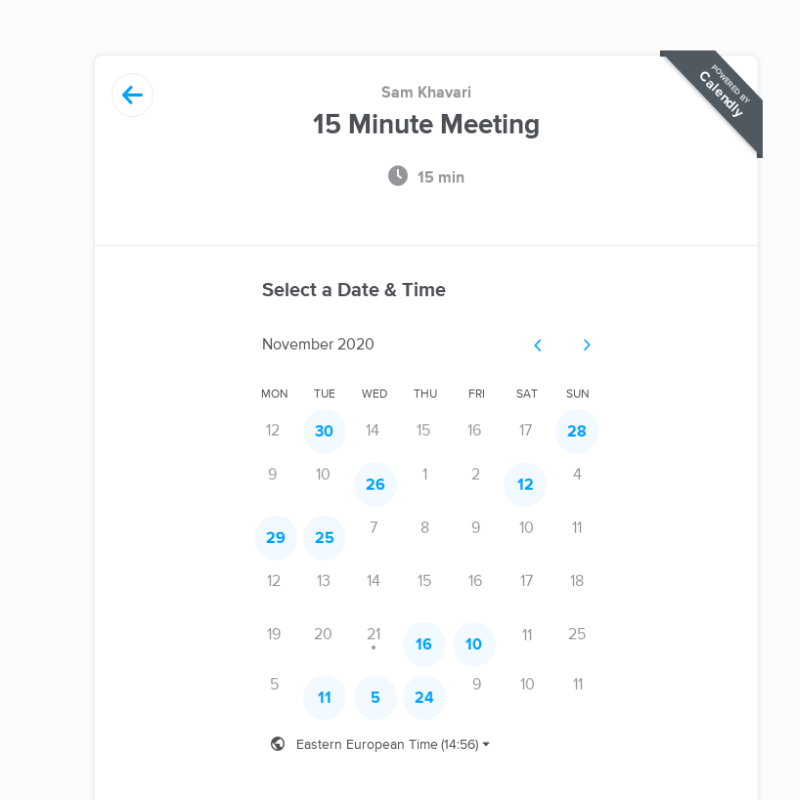 POWERED BY
Calendly
Sam Khavari
15 Minute Meeting
15 min
Select a Date & Time
November 2020
MON TUE WED THU FRI SAT SUN
12 30 14 15 16 17 28
9 10 26 1 2 12 4
29 25 7 8 9 10 11
12 13 14 15 16 17 18
19 20 21 16 10 11 25
5 11 5 24 9 10 11
Eastern European Time (14:56)